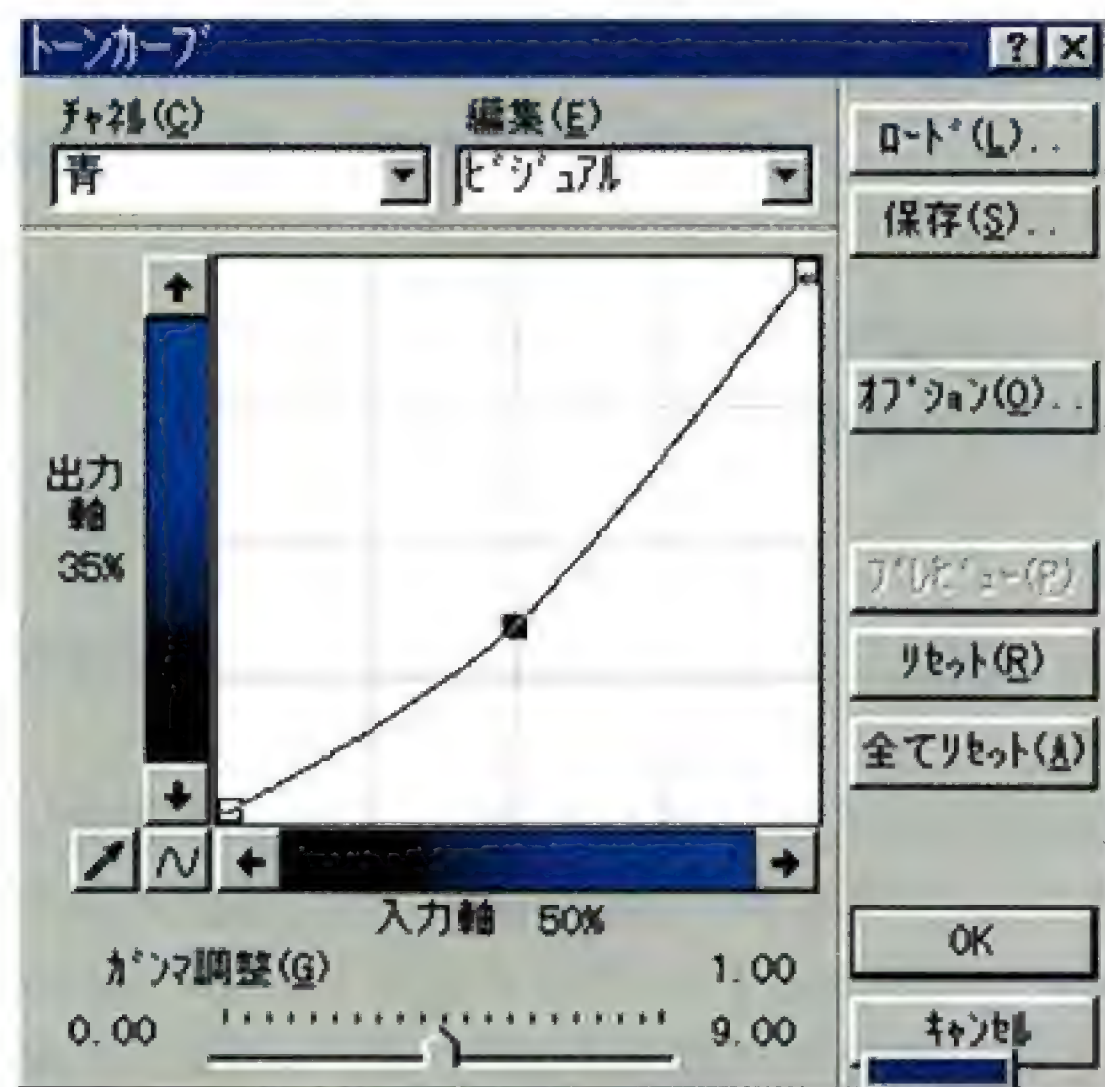 トーンカーブ
チャネル(C)
編集(E)
青
ビジュアル
ロード(L)..
保存(S)..
オプション(O)..
プレビュー(P)
リセット(R)
全てリセット(A)
出力
軸
35%
入力軸 50%
ガンマ調整(G)
1.00
0.00
9.00
OK
キャンセル